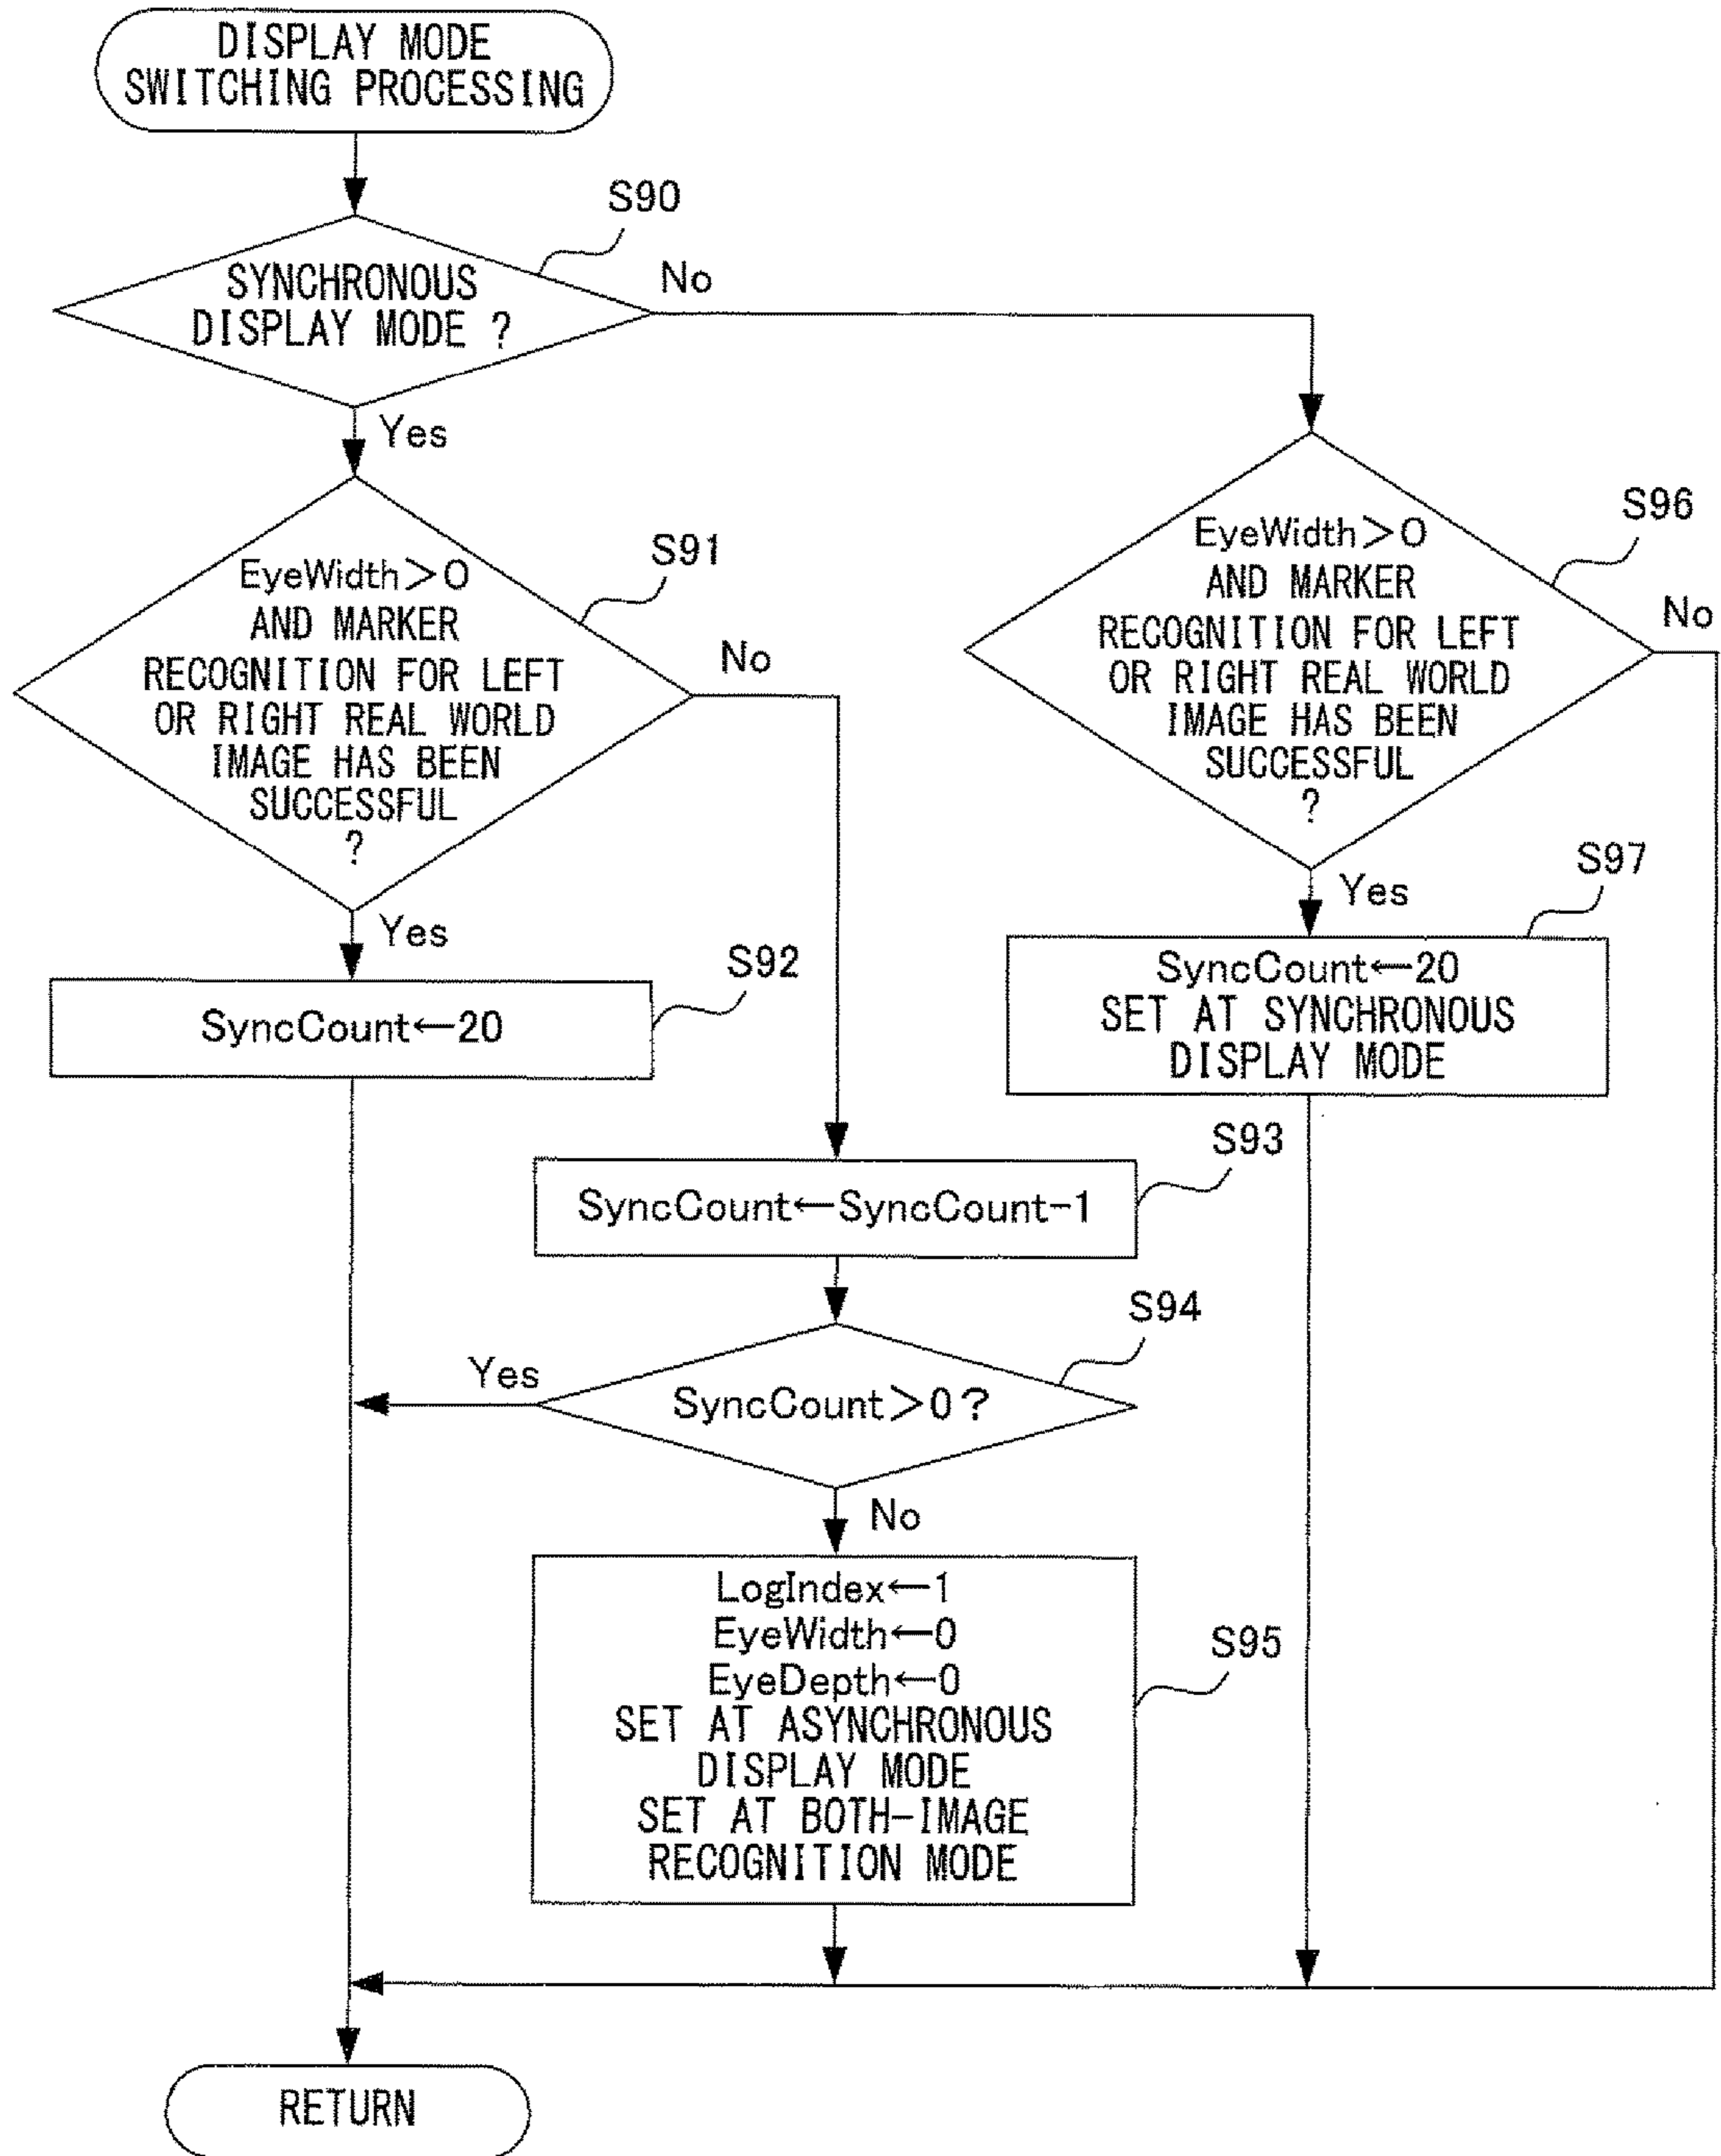 DISPLAY MODE
SWITCHING PROCESSING
S90
SYNCHRONOUS
DISPLAY MODE ?
No
Yes
S91
EyeWidth>0
AND MARKER
RECOGNITION FOR LEFT
OR RIGHT REAL WORLD
IMAGE HAS BEEN
SUCCESSFUL
?
No
Yes
S92
SyncCount←20
S93
SyncCount←SyncCount-1
S94
SyncCount>0?
Yes
No
S95
LogIndex←1
EyeWidth←0
EyeDepth←0
SET AT ASYNCHRONOUS
DISPLAY MODE
SET AT BOTH-IMAGE
RECOGNITION MODE
S96
EyeWidth>0
AND MARKER
RECOGNITION FOR LEFT
OR RIGHT REAL WORLD
IMAGE HAS BEEN
SUCCESSFUL
?
No
Yes
S97
SyncCount←20
SET AT SYNCHRONOUS
DISPLAY MODE
RETURN